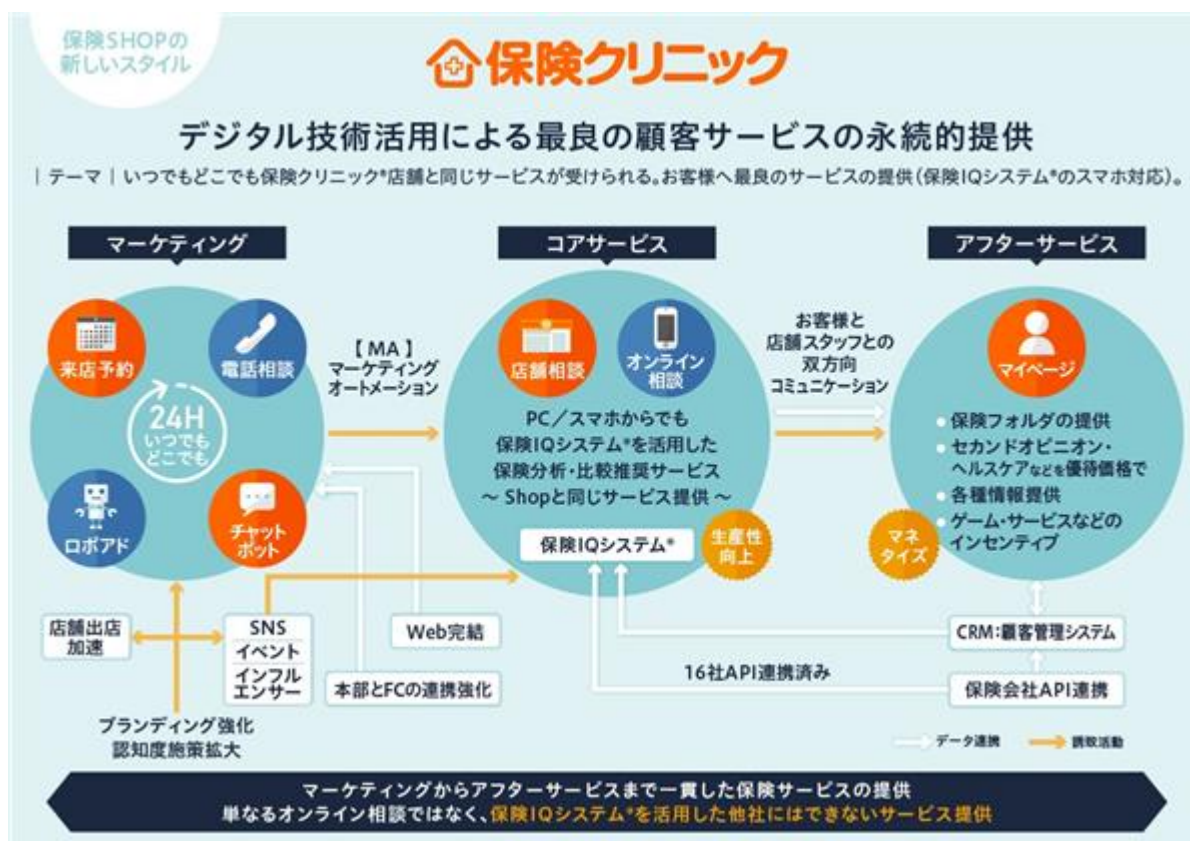 保険SHOPの
新しいスタイル
保険クリニック
デジタル技術活用による最良の顧客サービスの永続的提供
|テーマ|いつでもどこでも保険クリニック®店舗と同じサービスが受けられる。お客様へ最良のサービスの提供(保険IQシステム®のスマホ対応)。
マーケティング
来店予約
電話相談
24H
いつでも
どこでも
ロボアド
チャット
ボット
【MA】
マーケティング
オートメーション
コアサービス
店舗相談
オンライン
相談
PC/スマホからでも
保険IQシステム®を活用した
保険分析・比較推奨サービス
～ Shopと同じサービス提供 ～
保険IQシステム®
生産性
向上
お客様と
店舗スタッフとの
双方向
コミュニケーション
アフターサービス
マイページ
保険フォルダの提供
セカンドオピニオン・
ヘルスケアなどを優待価格で
各種情報提供
ゲーム・サービスなどの
インセンティブ
マネ
タイズ
店舗出店
加速
SNS
イベント
インフル
エンサー
Web完結
本部とFCの連携強化
ブランディング強化
認知度施策拡大
CRM:顧客管理システム
16社API連携済み
保険会社API連携
データ連携
誘致活動
マーケティングからアフターサービスまで一貫した保険サービスの提供
単なるオンライン相談ではなく、保険IQシステム®を活用した他社にはできないサービス提供